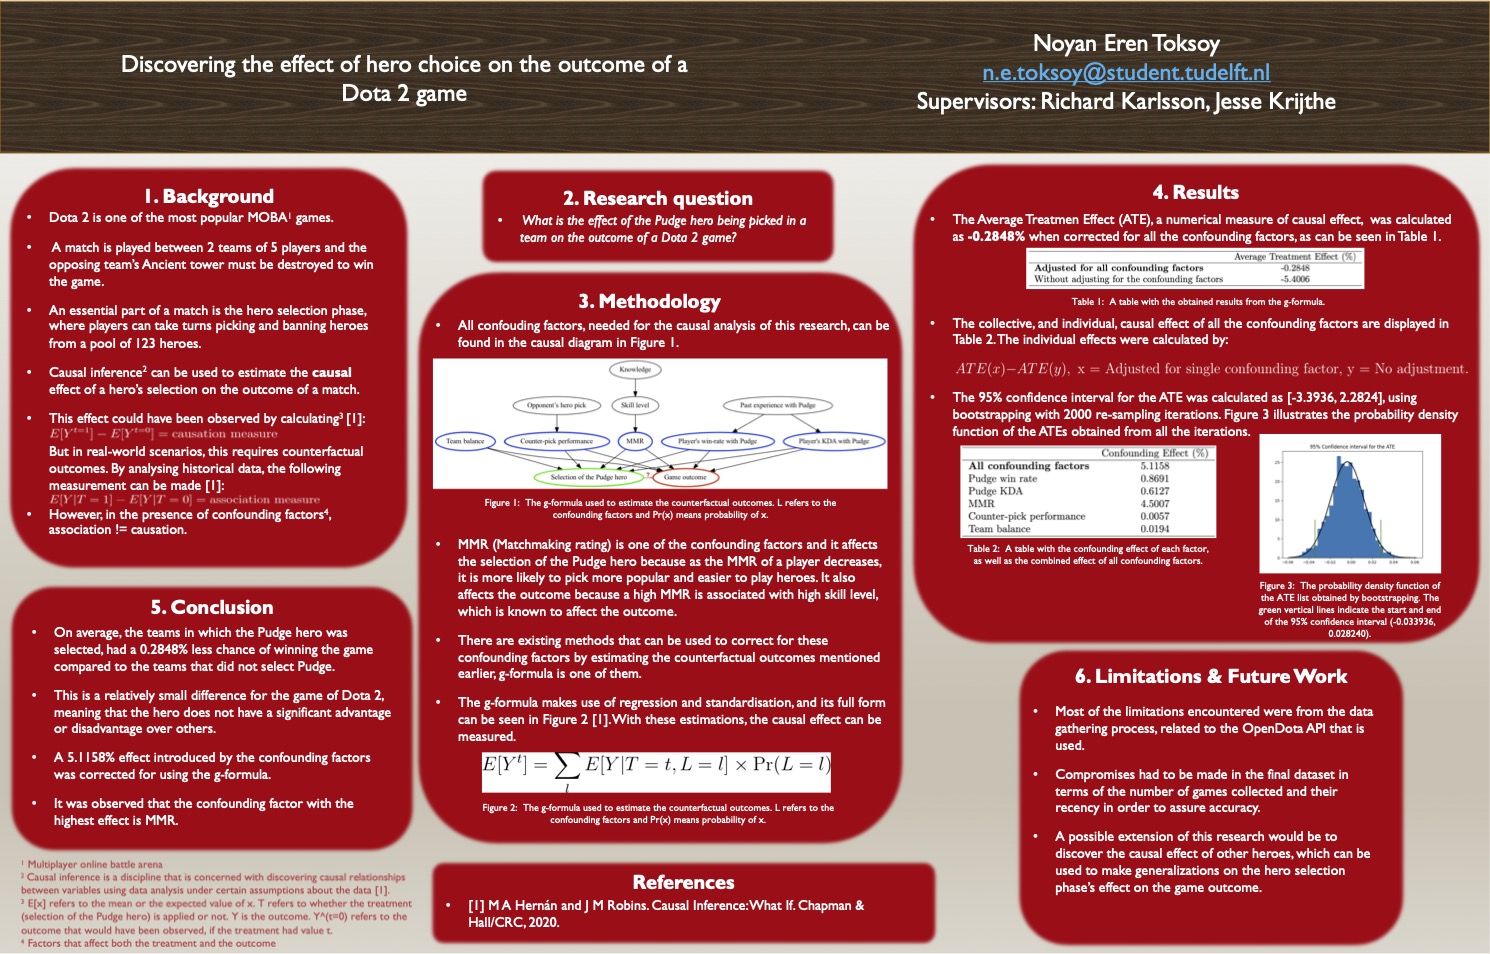 Discovering the effect of hero choice on the outcome of a
Dota 2 game
Noyan Eren Toksoy
n.e.toksoy@student.tudelft.nl
Supervisors: Richard Karlsson, Jesse Krijthe
1. Background
• Dota 2 is one of the most popular MOBA¹ games.
• A match is played between 2 teams of 5 players and the
opposing team's Ancient tower must be destroyed to win
the game.
• An essential part of a match is the hero selection phase,
where players can take turns picking and banning heroes
from a pool of 123 heroes.
• Causal inference² can be used to estimate the causal
effect of a hero's selection on the outcome of a match.
• This effect could have been observed by calculating³ [1]:
E[Y^{t=1}] − E[Y^{t=0}] = causation measure
But in real-world scenarios, this requires counterfactual
outcomes. By analysing historical data, the following
measurement can be made [1]:
E[Y|T = 1] − E[Y|T = 0] = association measure
• However, in the presence of confounding factors⁴,
association != causation.
2. Research question
• What is the effect of the Pudge hero being picked in a
team on the outcome of a Dota 2 game?
3. Methodology
• All confouding factors, needed for the causal analysis of this research, can be
found in the causal diagram in Figure 1.
Knowledge
Opponent's hero pick
Skill level
Past experience with Pudge
Team balance
Counter-pick performance
MMR
Player's win-rate with Pudge
Player's KDA with Pudge
Selection of the Pudge hero
?
Game outcome
Figure 1: The g-formula used to estimate the counterfactual outcomes. L refers to the
confounding factors and Pr(x) means probability of x.
• MMR (Matchmaking rating) is one of the confounding factors and it affects
the selection of the Pudge hero because as the MMR of a player decreases,
it is more likely to pick more popular and easier to play heroes. It also
affects the outcome because a high MMR is associated with high skill level,
which is known to affect the outcome.
• There are existing methods that can be used to correct for these
confounding factors by estimating the counterfactual outcomes mentioned
earlier, g-formula is one of them.
• The g-formula makes use of regression and standardisation, and its full form
can be seen in Figure 2 [1]. With these estimations, the causal effect can be
measured.
E[Y^t] = ∑_l E[Y|T = t, L = l] × Pr(L = l)
Figure 2: The g-formula used to estimate the counterfactual outcomes. L refers to the
confounding factors and Pr(x) means probability of x.
References
• [1] M A Hernán and J M Robins. Causal Inference: What If. Chapman &
Hall/CRC, 2020.
4. Results
• The Average Treatmen Effect (ATE), a numerical measure of causal effect, was calculated
as -0.2848% when corrected for all the confounding factors, as can be seen in Table 1.
Average Treatment Effect (%)
Adjusted for all confounding factors -0.2848
Without adjusting for the confounding factors -5.4006
Table 1: A table with the obtained results from the g-formula.
• The collective, and individual, causal effect of all the confounding factors are displayed in
Table 2. The individual effects were calculated by:
ATE(x)−ATE(y), x = Adjusted for single confounding factor, y = No adjustment.
• The 95% confidence interval for the ATE was calculated as [-3.3936, 2.2824], using
bootstrapping with 2000 re-sampling iterations. Figure 3 illustrates the probability density
function of the ATEs obtained from all the iterations.
Confounding Effect (%)
All confounding factors 5.1158
Pudge win rate 0.8691
Pudge KDA 0.6127
MMR 4.5007
Counter-pick performance 0.0057
Team balance 0.0194
Table 2: A table with the confounding effect of each factor,
as well as the combined effect of all confounding factors.
95% Confidence interval for the ATE
25
20
15
10
5
0
-0.06 -0.04 -0.02 0.00 0.02 0.04 0.06
Figure 3: The probability density function of
the ATE list obtained by bootstrapping. The
green vertical lines indicate the start and end
of the 95% confidence interval (-0.033936,
0.028240).
5. Conclusion
• On average, the teams in which the Pudge hero was
selected, had a 0.2848% less chance of winning the game
compared to the teams that did not select Pudge.
• This is a relatively small difference for the game of Dota 2,
meaning that the hero does not have a significant advantage
or disadvantage over others.
• A 5.1158% effect introduced by the confounding factors
was corrected for using the g-formula.
• It was observed that the confounding factor with the
highest effect is MMR.
6. Limitations & Future Work
• Most of the limitations encountered were from the data
gathering process, related to the OpenDota API that is
used.
• Compromises had to be made in the final dataset in
terms of the number of games collected and their
recency in order to assure accuracy.
• A possible extension of this research would be to
discover the causal effect of other heroes, which can be
used to make generalizations on the hero selection
phase's effect on the game outcome.
¹ Multiplayer online battle arena
² Causal inference is a discipline that is concerned with discovering causal relationships
between variables using data analysis under certain assumptions about the data [1].
³ E[x] refers to the mean or the expected value of x. T refers to whether the treatment
(selection of the Pudge hero) is applied or not. Y is the outcome. Y^(t=0) refers to the
outcome that would have been observed, if the treatment had value t.
⁴ Factors that affect both the treatment and the outcome